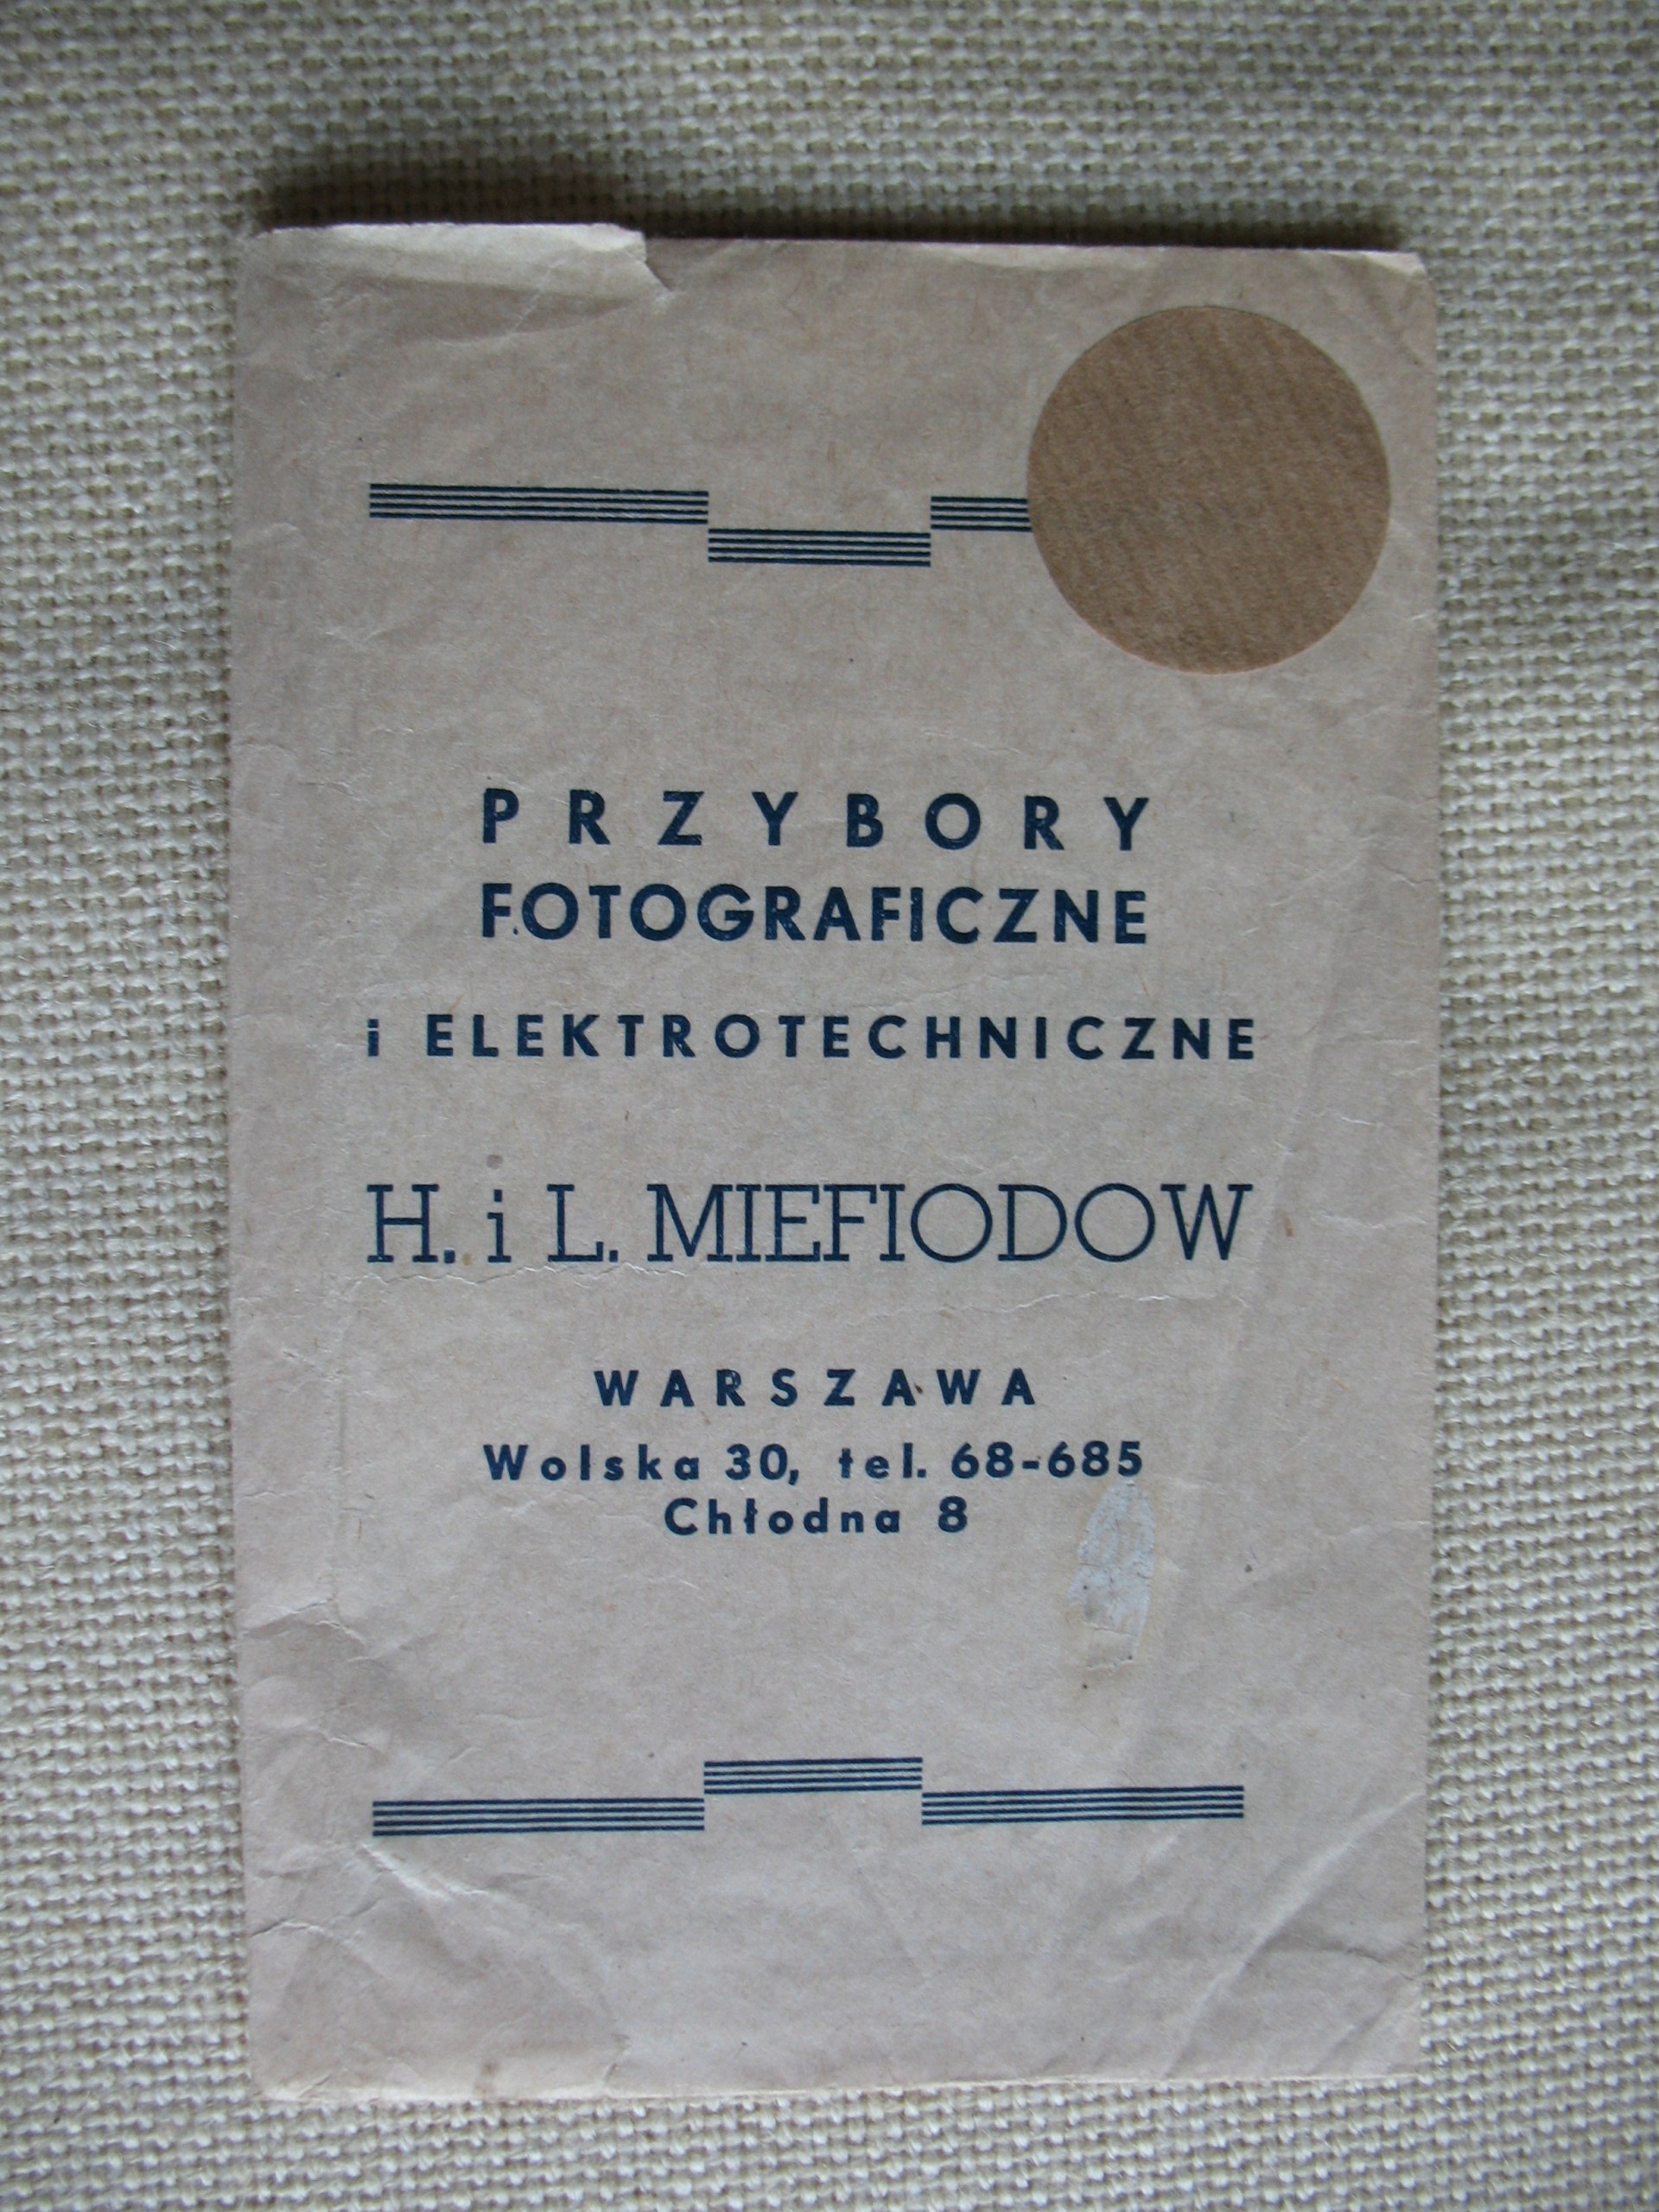 PRZYBORY
FOTOGRAFICZNE
i ELEKTROTECHNICZNE
H. i L. MIEFIODOW
WARSZAWA
Wolska 30, tel. 68-685
Chłodna 8